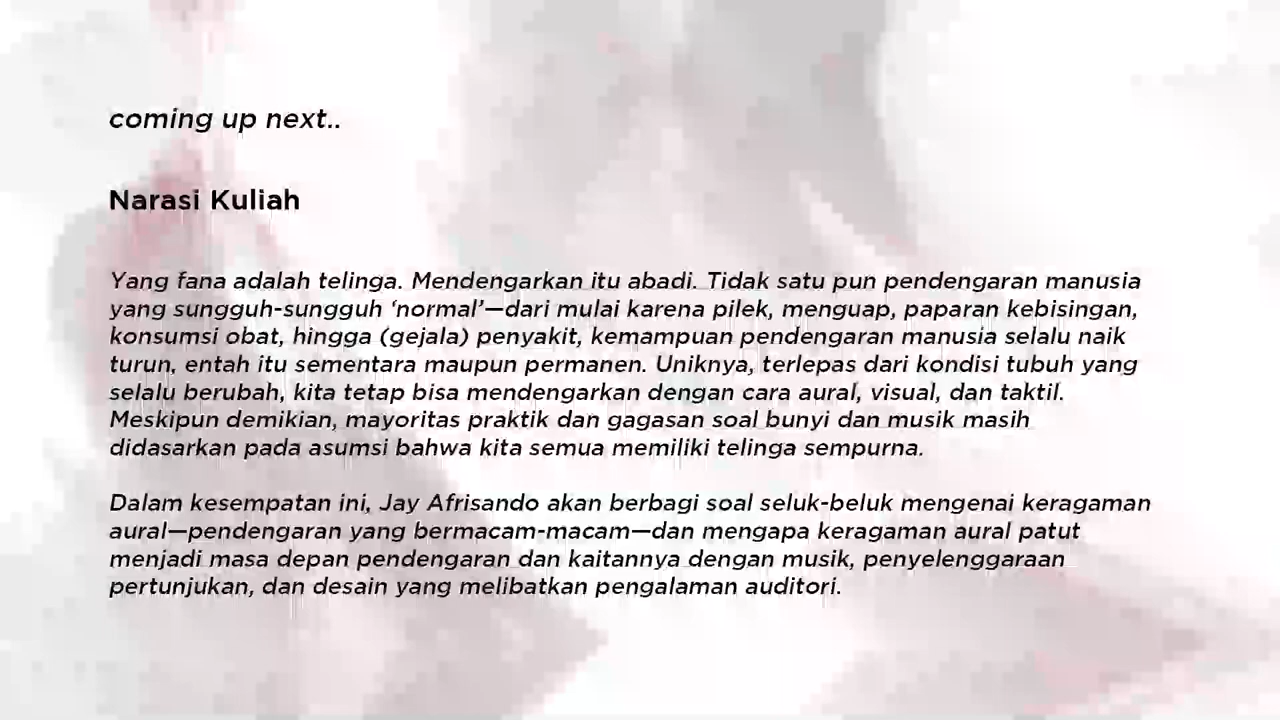 coming up next..
Narasi Kuliah
Yang fana adalah telinga. Mendengarkan itu abadi. Tidak satu pun pendengaran manusia
yang sungguh-sungguh ‘normal’—dari mulai karena pilek, menguap, paparan kebisingan,
konsumsi obat, hingga (gejala) penyakit, kemampuan pendengaran manusia selalu naik
turun, entah itu sementara maupun permanen. Uniknya, terlepas dari kondisi tubuh yang
selalu berubah, kita tetap bisa mendengarkan dengan cara aural, visual, dan taktil.
Meskipun demikian, mayoritas praktik dan gagasan soal bunyi dan musik masih
didasarkan pada asumsi bahwa kita semua memiliki telinga sempurna.
Dalam kesempatan ini, Jay Afrisando akan berbagi soal seluk-beluk mengenai keragaman
aural—pendengaran yang bermacam-macam—dan mengapa keragaman aural patut
menjadi masa depan pendengaran dan kaitannya dengan musik, penyelenggaraan
pertunjukan, dan desain yang melibatkan pengalaman auditori.